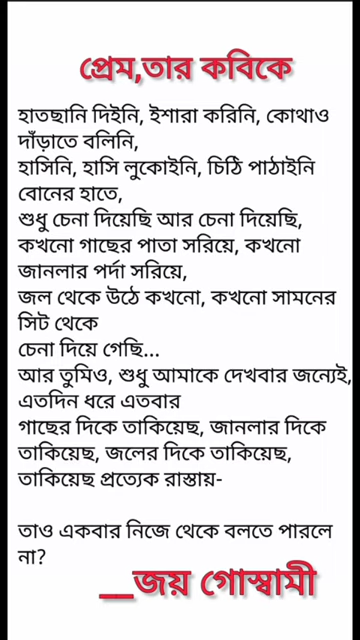 প্রেম,তার কবিকে
হাতছানি দিইনি, ইশারা করিনি, কোথাও
দাঁড়াতে বলিনি,
হাসিনি, হাসি লুকোইনি, চিঠি পাঠাইনি
বোনের হাতে,
শুধু চেনা দিয়েছি আর চেনা দিয়েছি,
কখনো গাছের পাতা সরিয়ে, কখনো
জানলার পর্দা সরিয়ে,
জল থেকে উঠে কখনো, কখনো সামনের
সিট থেকে
চেনা দিয়ে গেছি...
আর তুমিও, শুধু আমাকে দেখবার জন্যেই,
এতদিন ধরে এতবার
গাছের দিকে তাকিয়েছ, জানলার দিকে
তাকিয়েছ, জলের দিকে তাকিয়েছ,
তাকিয়েছ প্রত্যেক রাস্তায়-
তাও একবার নিজে থেকে বলতে পারলে
না?
__জয় গোস্বামী